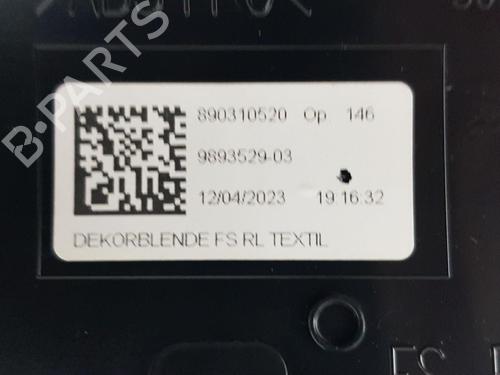 890310520 Op 146
9893529-03
12/04/2023 19:16:32
DEKORBLENDE FS RL TEXTIL
B-PARTS